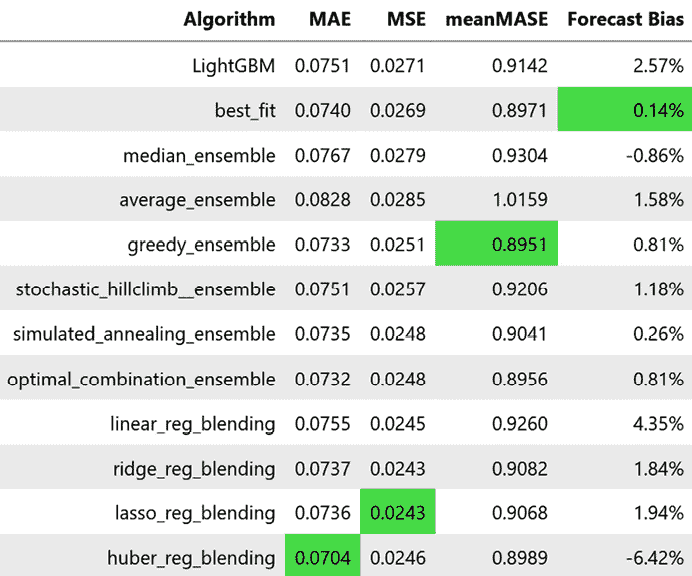 Algorithm MAE MSE meanMASE Forecast Bias
LightGBM 0.0751 0.0271 0.9142 2.57%
best_fit 0.0740 0.0269 0.8971 0.14%
median_ensemble 0.0767 0.0279 0.9304 -0.86%
average_ensemble 0.0828 0.0285 1.0159 1.58%
greedy_ensemble 0.0733 0.0251 0.8951 0.81%
stochastic_hillclimb__ensemble 0.0751 0.0257 0.9206 1.18%
simulated_annealing_ensemble 0.0735 0.0248 0.9041 0.26%
optimal_combination_ensemble 0.0732 0.0248 0.8956 0.81%
linear_reg_blending 0.0755 0.0245 0.9260 4.35%
ridge_reg_blending 0.0737 0.0243 0.9082 1.84%
lasso_reg_blending 0.0736 0.0243 0.9068 1.94%
huber_reg_blending 0.0704 0.0246 0.8989 -6.42%